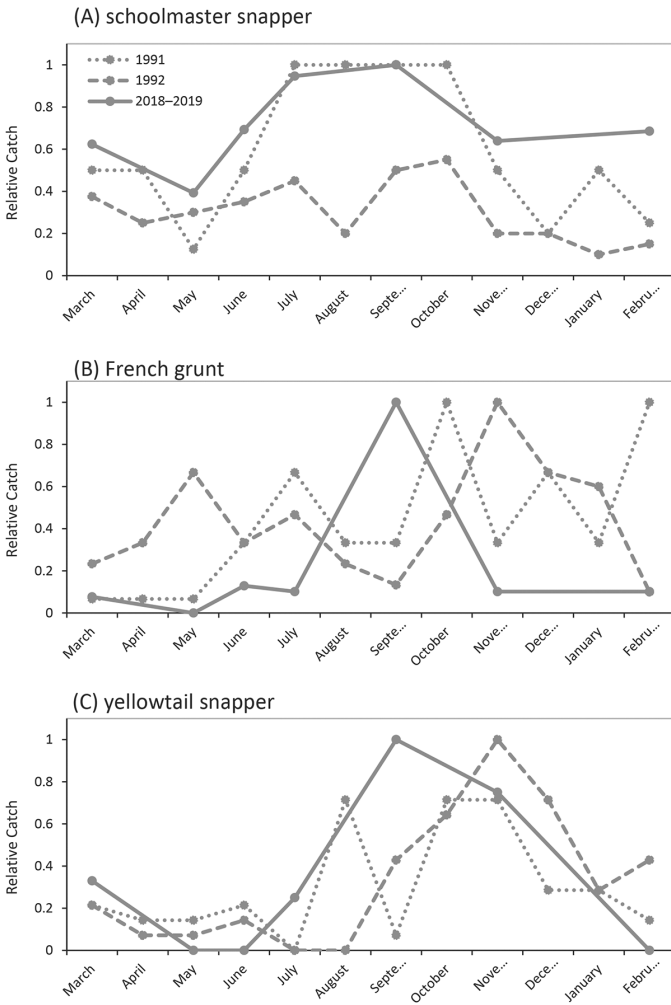 (A) schoolmaster snapper
1991
1992
2018–2019
Relative Catch
1
0.8
0.6
0.4
0.2
0
March
April
May
June
July
August
Septe...
October
Nove...
Dece...
January
Febru...
(B) French grunt
Relative Catch
1
0.8
0.6
0.4
0.2
0
March
April
May
June
July
August
Septe...
October
Nove...
Dece...
January
Febru...
(C) yellowtail snapper
Relative Catch
1
0.8
0.6
0.4
0.2
0
March
April
May
June
July
August
Septe...
October
Nove...
Dece...
January
Febru...